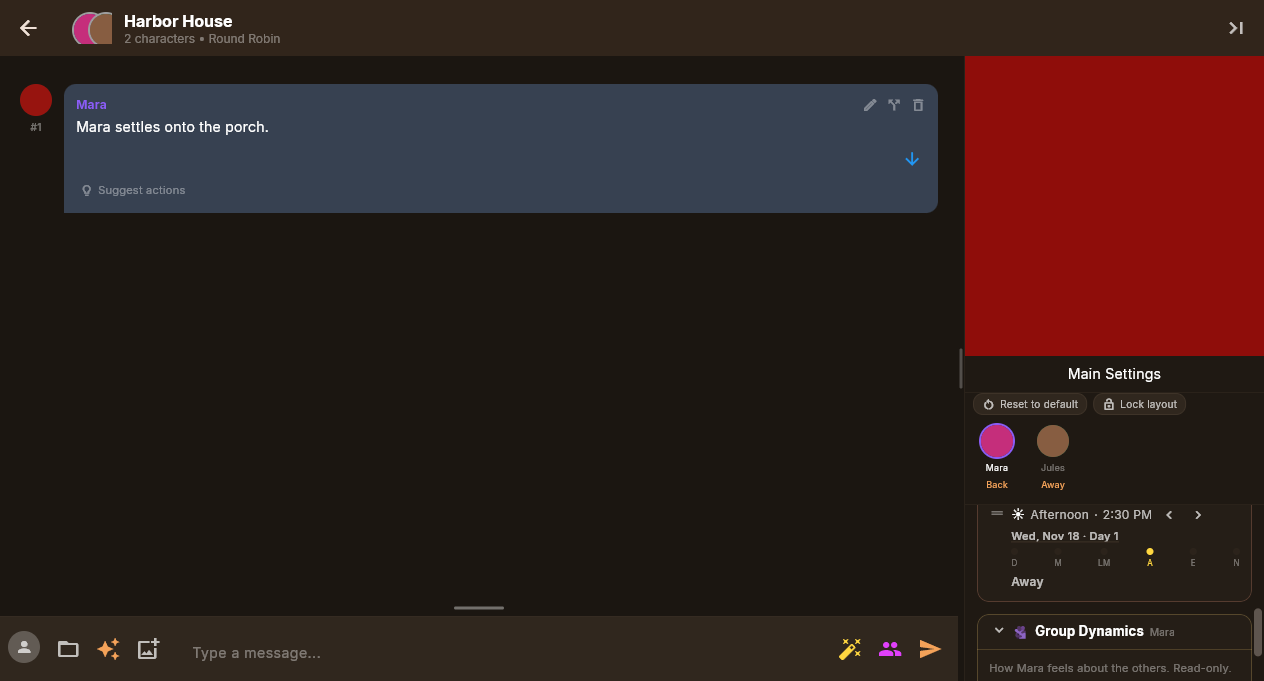 Harbor House
2 characters • Round Robin
Mara
Mara settles onto the porch.
#1
Suggest actions
Type a message...
Main Settings
Reset to default
Lock layout
Mara
Jules
Back
Away
Afternoon · 2:30 PM
Wed, Nov 18 · Day 1
D M LM A E N
Away
Group Dynamics Mara
How Mara feels about the others. Read-only.